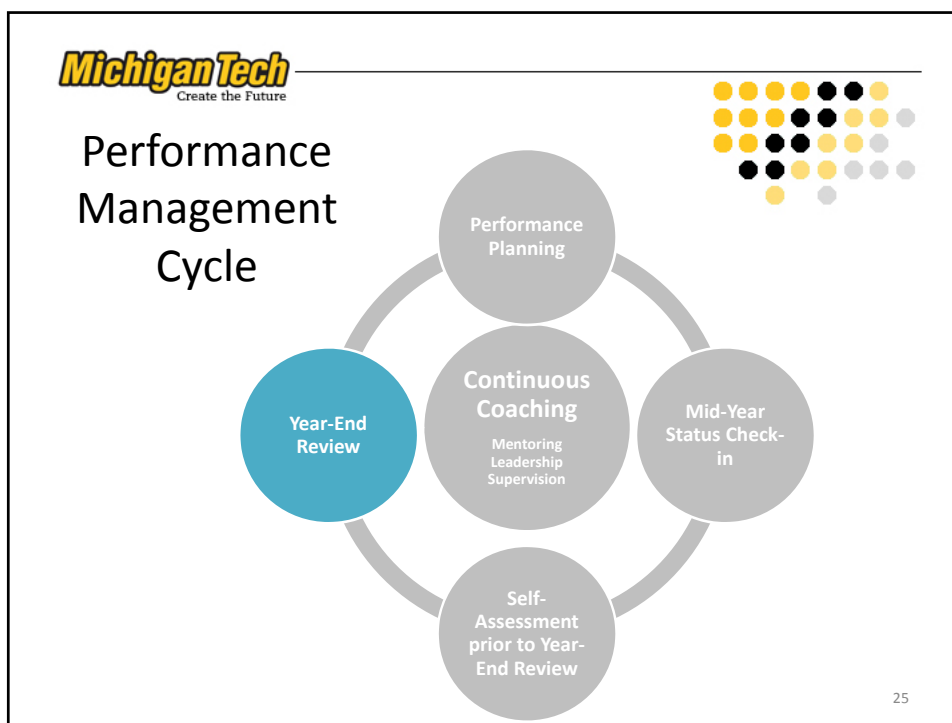 Michigan Tech
Create the Future
Performance
Management
Cycle
Performance
Planning
Continuous
Coaching
Mentoring
Leadership
Supervision
Year-End
Review
Mid-Year
Status Check-
in
Self-
Assessment
prior to Year-
End Review
25